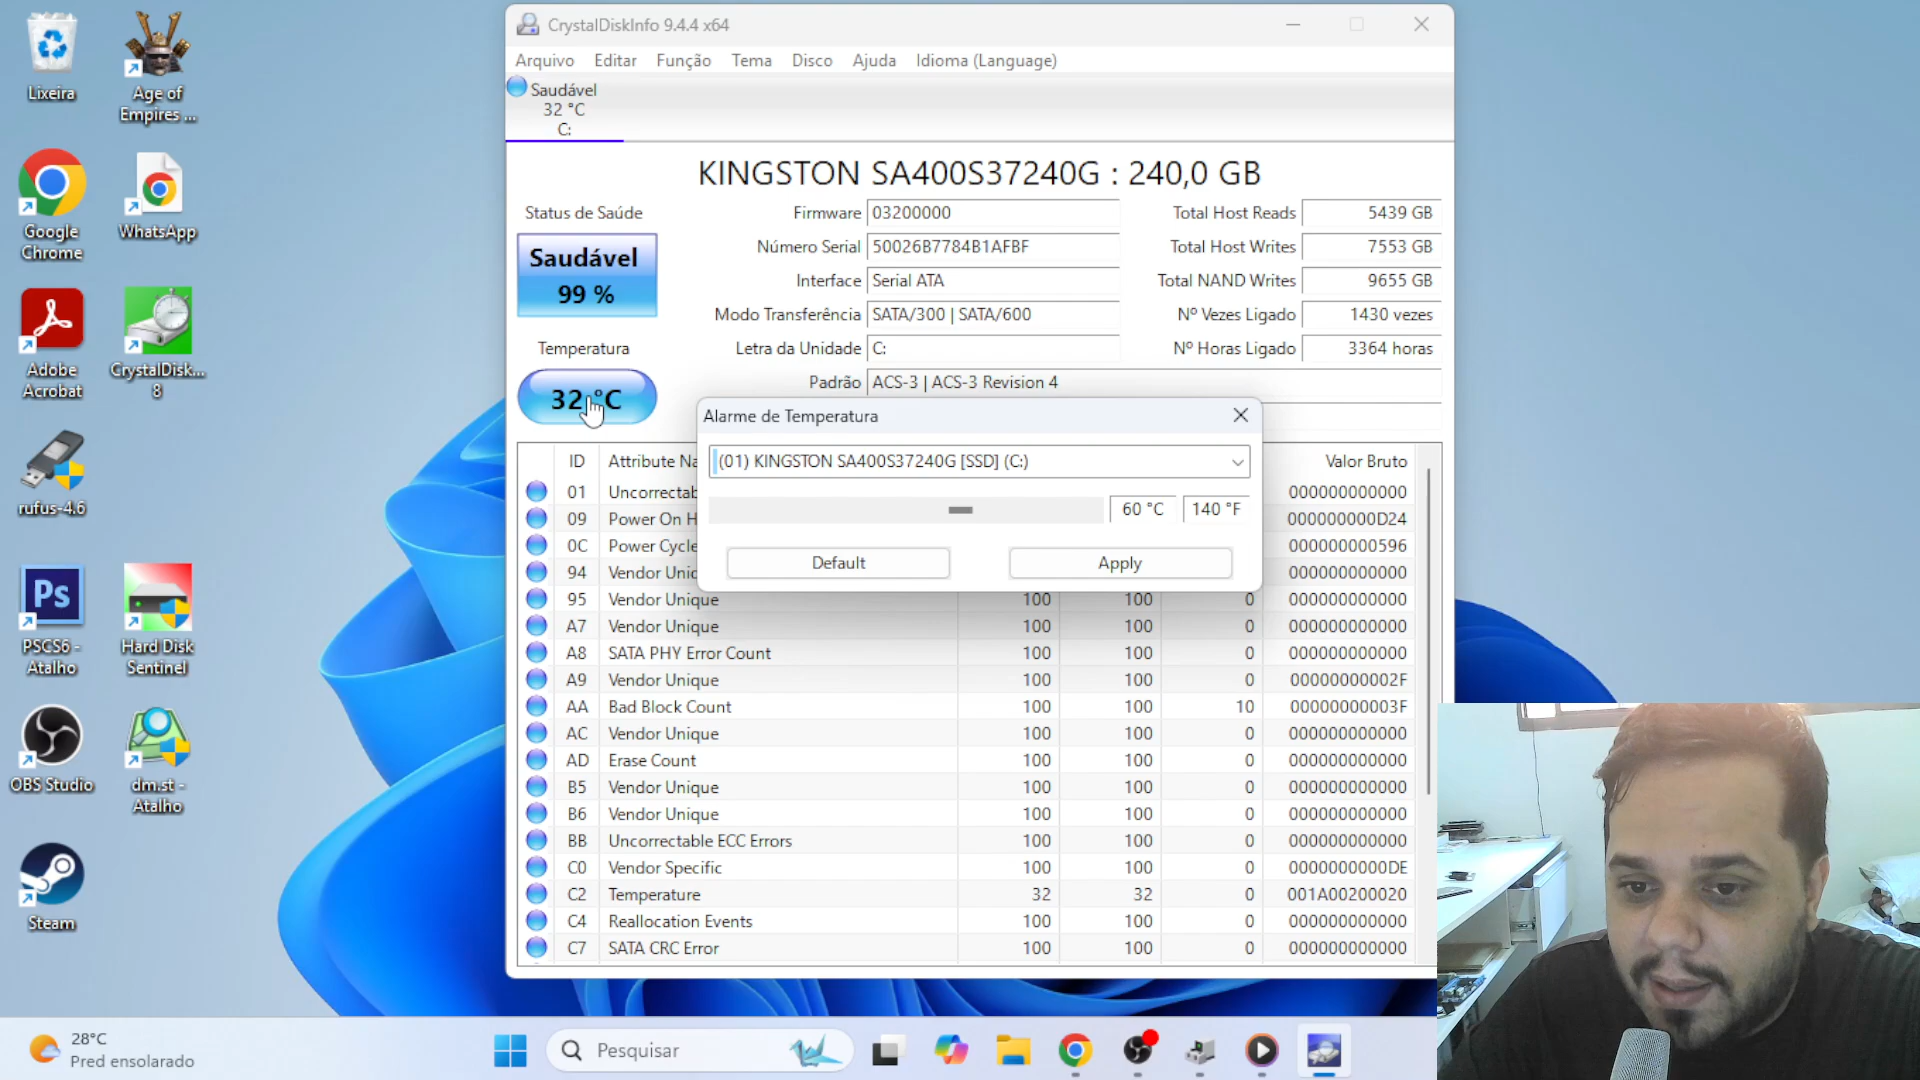 Lixeira
Age of
Empires ...
Google
Chrome
WhatsApp
Adobe
Acrobat
CrystalDisk...
8
rufus-4.6
Ps
PSCS6 -
Atalho
Hard Disk
Sentinel
OBS Studio
dm.st -
Atalho
Steam
CrystalDiskInfo 9.4.4 x64
Arquivo Editar Função Tema Disco Ajuda Idioma (Language)
Saudável
32 °C
C:
KINGSTON SA400S37240G : 240,0 GB
Status de Saúde
Saudável
99 %
Temperatura
32 °C
Firmware 03200000
Número Serial 50026B7784B1AFBF
Interface Serial ATA
Modo Transferência SATA/300 | SATA/600
Letra da Unidade C:
Padrão ACS-3 | ACS-3 Revision 4
Total Host Reads 5439 GB
Total Host Writes 7553 GB
Total NAND Writes 9655 GB
Nº Vezes Ligado 1430 vezes
Nº Horas Ligado 3364 horas
Alarme de Temperatura
(01) KINGSTON SA400S37240G [SSD] (C:)
60 °C 140 °F
Default Apply
ID Attribute Na Valor Bruto
01 Uncorrectab 000000000000
09 Power On H 000000000D24
0C Power Cycle 000000000596
94 Vendor Unic 000000000000
95 Vendor Unique 100 100 0 000000000000
A7 Vendor Unique 100 100 0 000000000000
A8 SATA PHY Error Count 100 100 0 000000000000
A9 Vendor Unique 100 100 0 00000000002F
AA Bad Block Count 100 100 10 00000000003F
AC Vendor Unique 100 100 0 000000000000
AD Erase Count 100 100 0 000000000000
B5 Vendor Unique 100 100 0 000000000000
B6 Vendor Unique 100 100 0 000000000000
BB Uncorrectable ECC Errors 100 100 0 000000000000
C0 Vendor Specific 100 100 0 0000000000DE
C2 Temperature 32 32 0 001A00200020
C4 Reallocation Events 100 100 0 000000000000
C7 SATA CRC Error 100 100 0 000000000000
28°C
Pred ensolarado
Pesquisar